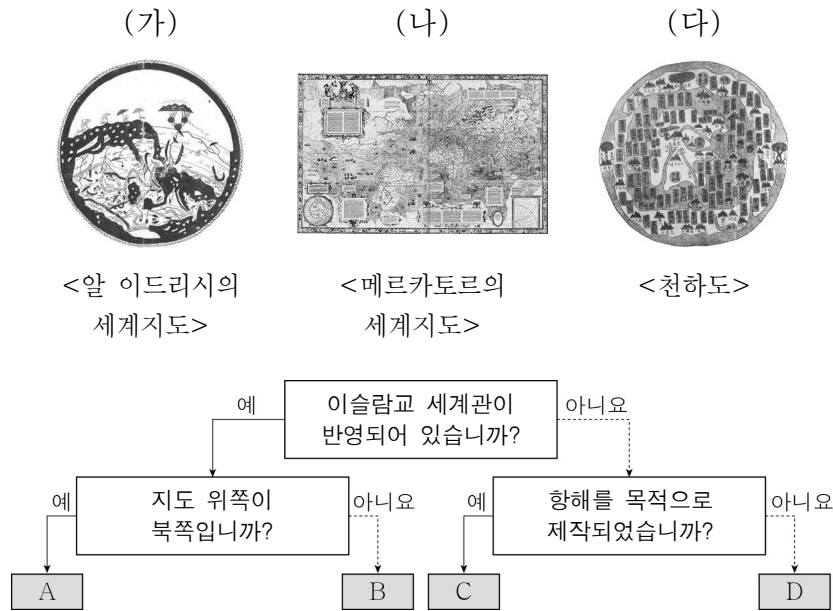 (가)
(나)
(다)
<알 이드리시의
세계지도>
<메르카토르의
세계지도>
<천하도>
이슬람교 세계관이
반영되어 있습니까?
예
아니요
지도 위쪽이
북쪽입니까?
예
아니요
항해를 목적으로
제작되었습니까?
예
아니요
A
B
C
D